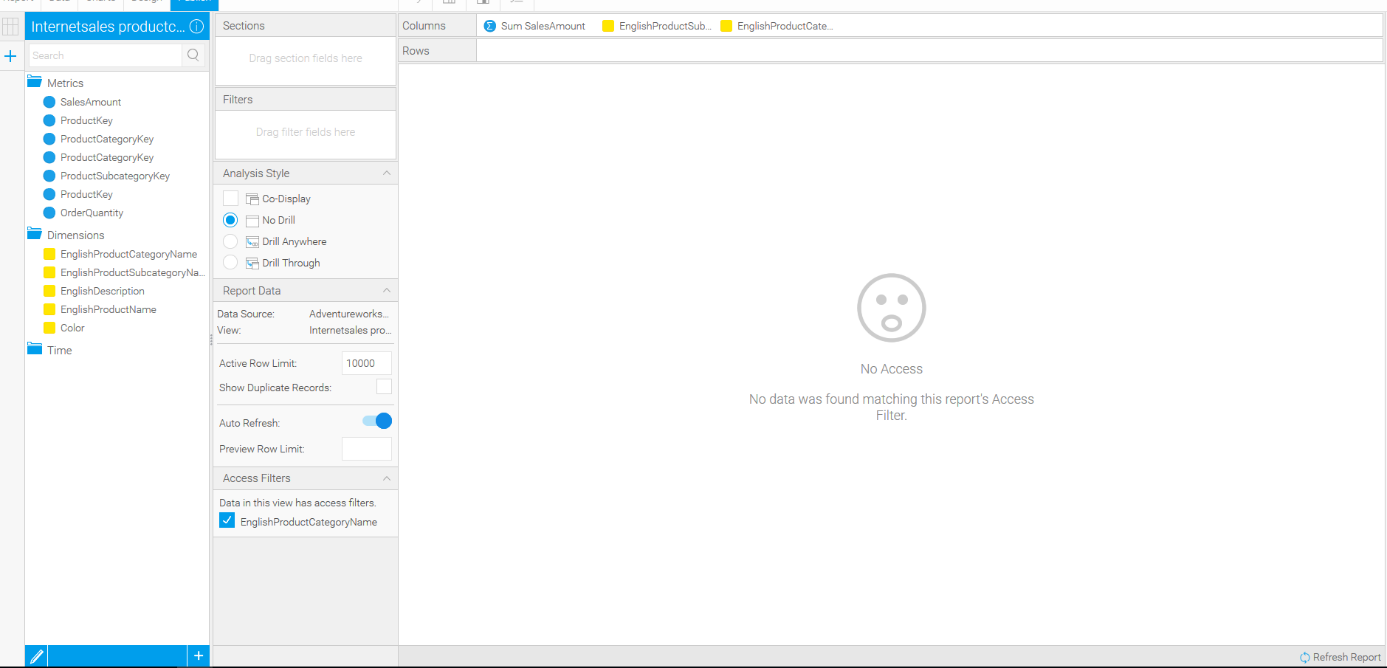 Publish
Internetsales productc...
Search
Metrics
SalesAmount
ProductKey
ProductCategoryKey
ProductCategoryKey
ProductSubcategoryKey
ProductKey
OrderQuantity
Dimensions
EnglishProductCategoryName
EnglishProductSubcategoryNa...
EnglishDescription
EnglishProductName
Color
Time
Sections
Drag section fields here
Filters
Drag filter fields here
Analysis Style
Co-Display
No Drill
Drill Anywhere
Drill Through
Report Data
Data Source: Adventureworks...
View: Internetsales pro...
Active Row Limit: 10000
Show Duplicate Records:
Auto Refresh:
Preview Row Limit:
Access Filters
Data in this view has access filters.
EnglishProductCategoryName
Columns Sum SalesAmount EnglishProductSub... EnglishProductCate...
Rows
No Access
No data was found matching this report's Access
Filter.
Refresh Report